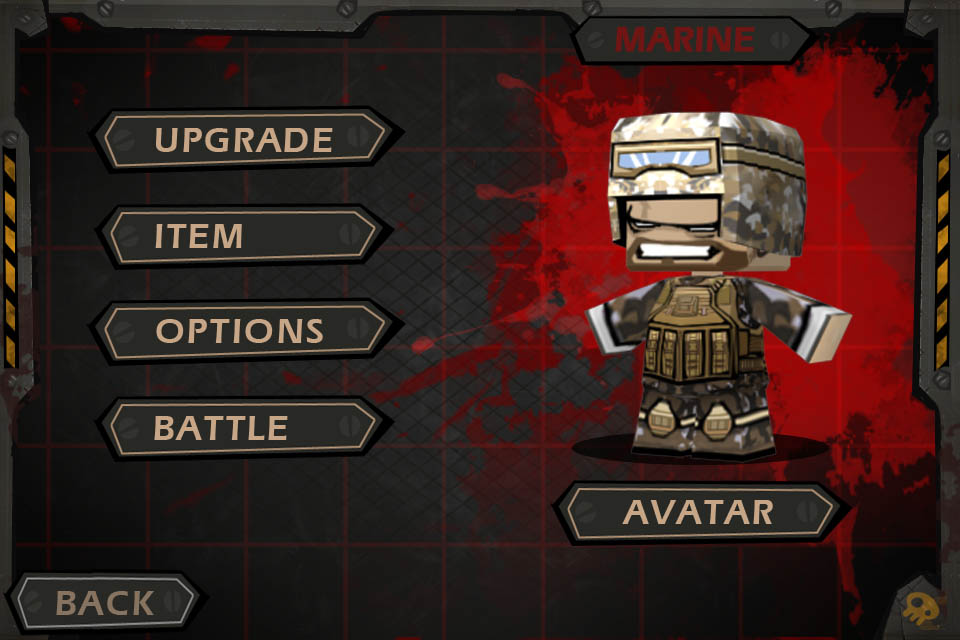 MARINE
UPGRADE
ITEM
OPTIONS
BATTLE
AVATAR
BACK